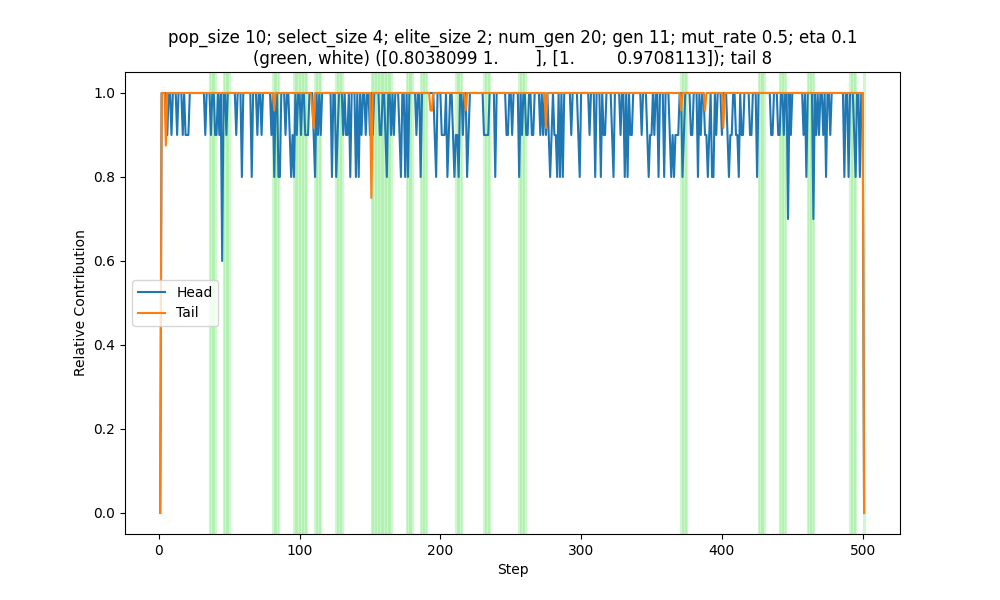 pop_size 10; select_size 4; elite_size 2; num_gen 20; gen 11; mut_rate 0.5; eta 0.1
(green, white) ([0.8038099 1.        ], [1.        0.9708113]); tail 8
1.0
0.8
0.6
0.4
0.2
0.0
Relative Contribution
Head
Tail
0 100 200 300 400 500
Step